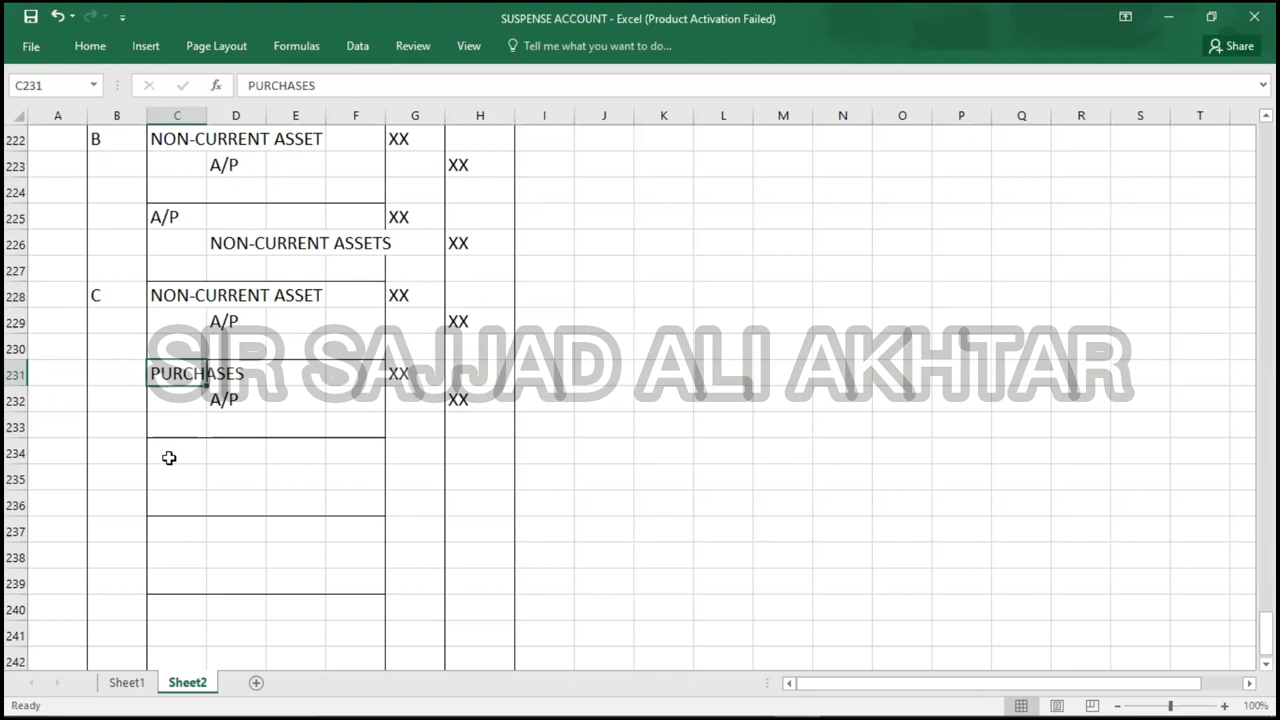 SUSPENSE ACCOUNT - Excel (Product Activation Failed)
File Home Insert Page Layout Formulas Data Review View Tell me what you want to do... Share
C231 fx PURCHASES
A B C D E F G H I J K L M N O P Q R S T
222 B NON-CURRENT ASSET XX
223 A/P XX
224
225 A/P XX
226 NON-CURRENT ASSETS XX
227
228 C NON-CURRENT ASSET XX
229 A/P XX
230
SIR SAJJAD ALI AKHTAR
231 PURCHASES XX
232 A/P XX
233
234
235
236
237
238
239
240
241
242
Sheet1 Sheet2
Ready 100%